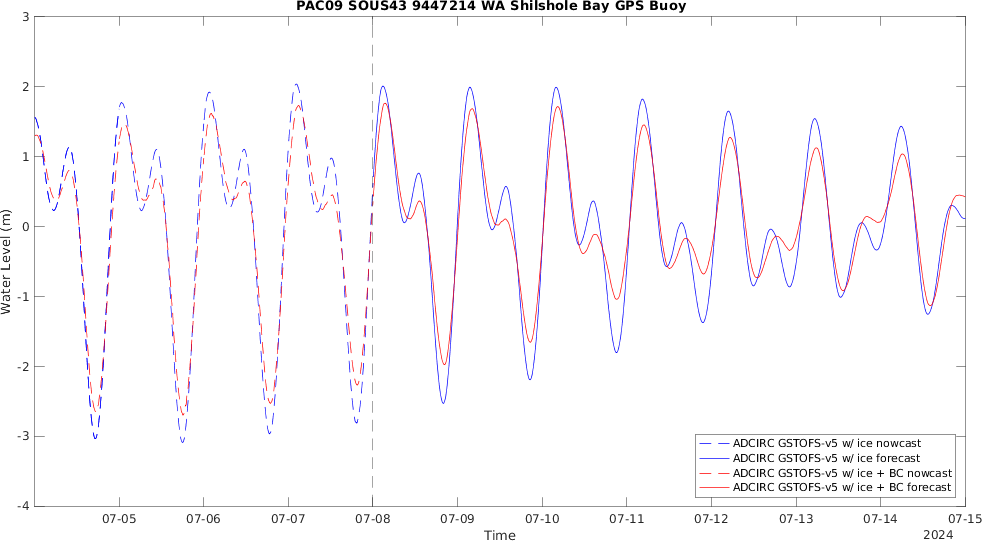 PAC09 SOUS43 9447214 WA Shilshole Bay GPS Buoy
3
2
1
0
-1
-2
-3
-4
Water Level (m)
ADCIRC GSTOFS-v5 w/ ice nowcast
ADCIRC GSTOFS-v5 w/ ice forecast
ADCIRC GSTOFS-v5 w/ ice + BC nowcast
ADCIRC GSTOFS-v5 w/ ice + BC forecast
07-05 07-06 07-07 07-08 07-09 07-10 07-11 07-12 07-13 07-14 07-15
Time
2024